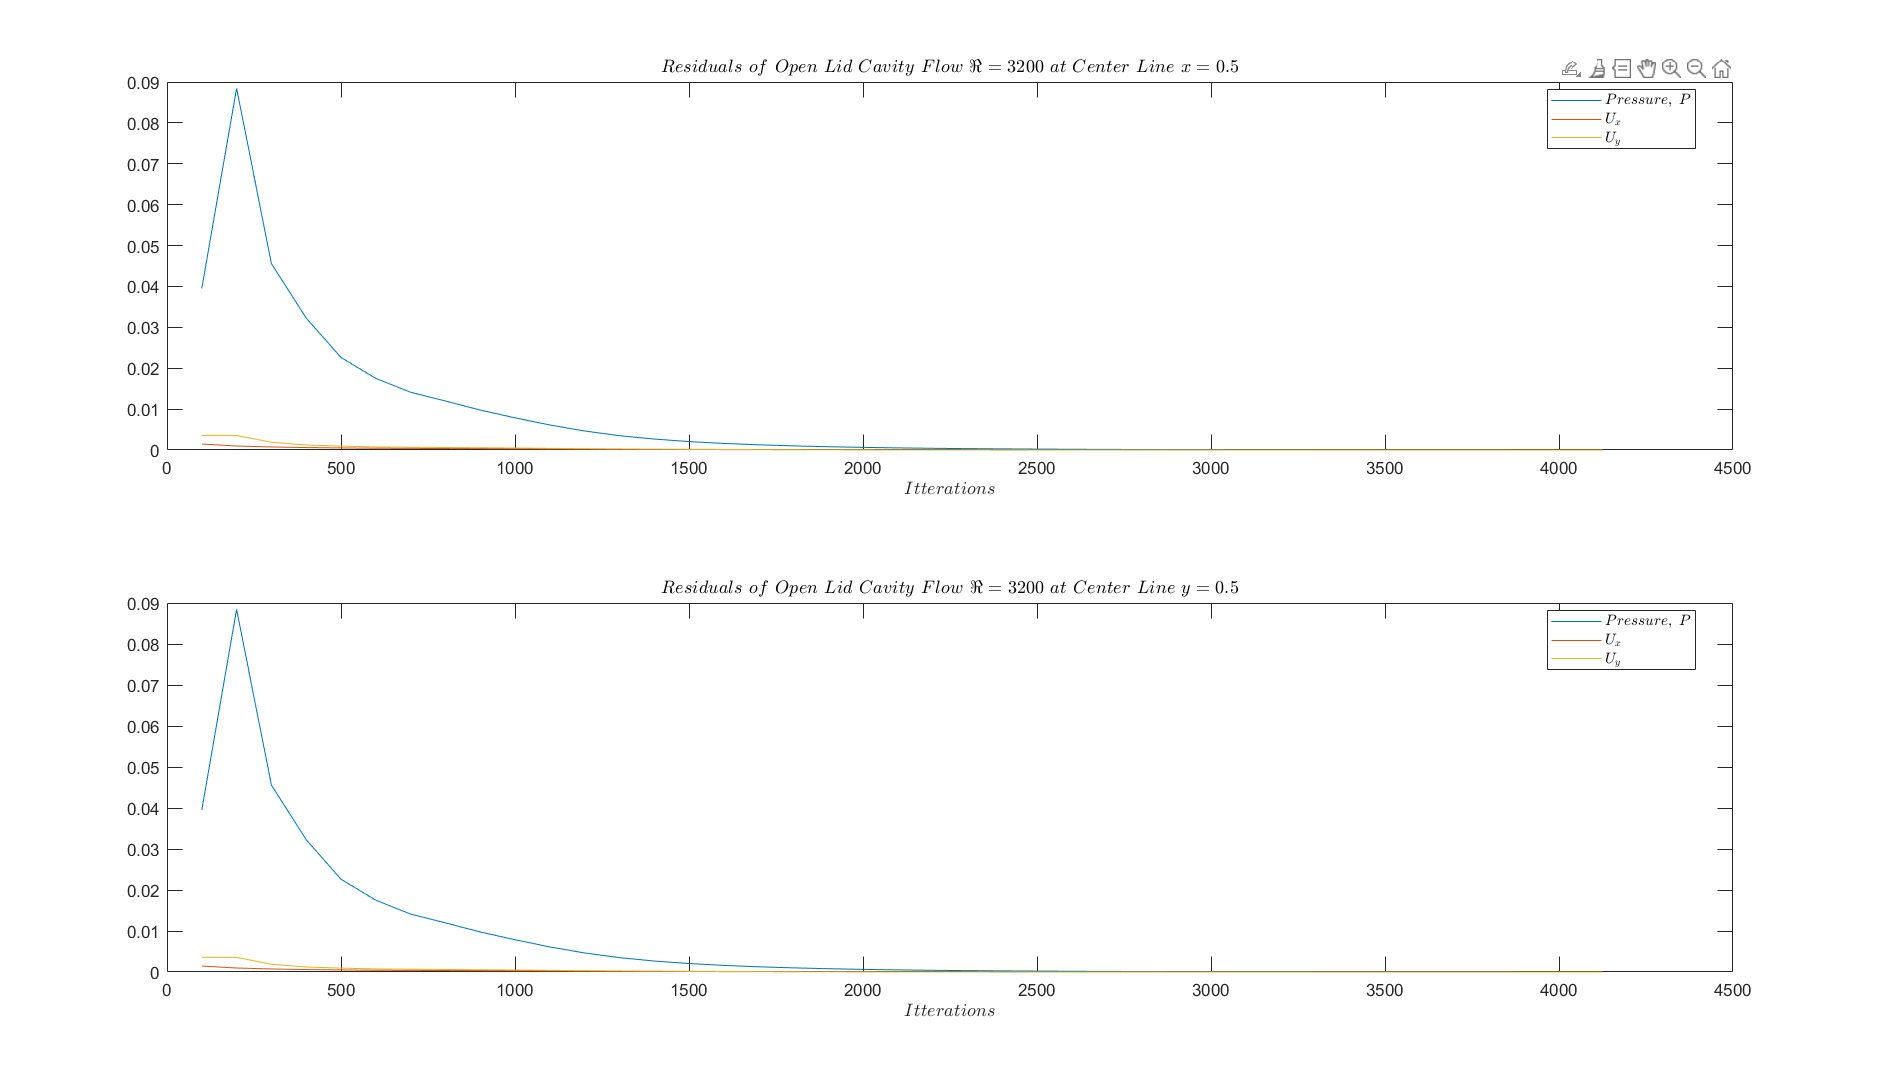 Residuals of Open Lid Cavity Flow ℜ = 3200 at Center Line x = 0.5
0.09
0.08
0.07
0.06
0.05
0.04
0.03
0.02
0.01
0
Pressure, P
U_x
U_y
0 500 1000 1500 2000 2500 3000 3500 4000 4500
Itterations
Residuals of Open Lid Cavity Flow ℜ = 3200 at Center Line y = 0.5
0.09
0.08
0.07
0.06
0.05
0.04
0.03
0.02
0.01
0
Pressure, P
U_x
U_y
0 500 1000 1500 2000 2500 3000 3500 4000 4500
Itterations